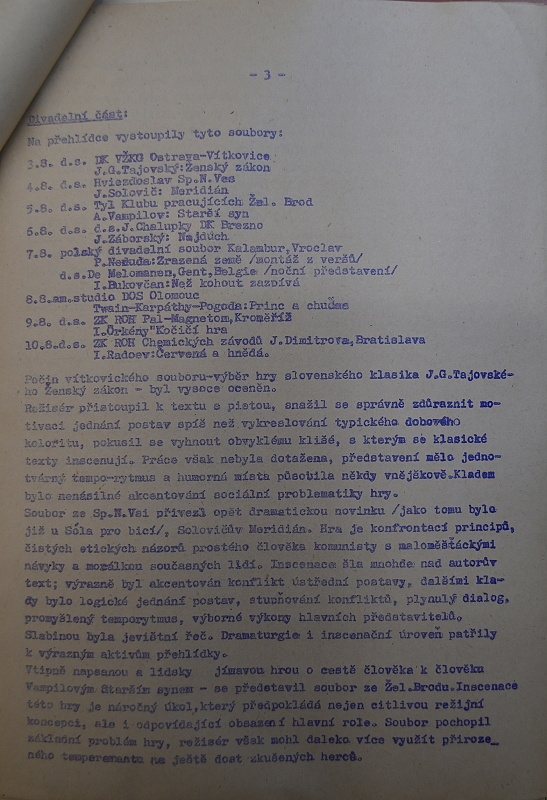 - 3 -
Divadelní část:
Na přehlídce vystoupily tyto soubory:
3.8. d.s. DK VŽKG Ostrava-Vítkovice
J.G.Tajovský:Ženský zákon
4.8. d.s. Hviezdoslav Sp.N.Ves
J.Solovič: Meridián
5.8. d.s. Tyl Klubu pracujících Žel. Brod
A.Vampilov: Starší syn
6.8. d.s. d.s.J.Chalupky DK Brezno
J.Záborský: Najduch
7.8. polský divadelní soubor Kalambur,Vroclav
P.Neruda:Zrazená země /montáž z veršů/
d.s.De Melomanen,Gent,Belgie /noční představení/
I.Bukovčan:Než kohout zazpívá
8.8.am.studio DOS Olomouc
Twain-Karpáthy-Pogoda:Princ a chuďas
9.8. d.s. ZK ROH Pal-Magneton,Kroměříž
I.Örkény"Kočičí hra
10.8.d.s. ZK ROH Chemických závodů J.Dimitrova,Bratislava
I.Radoev:Červená a hnědá.
Počin vítkovického souboru-výběr hry slovenského klasika J.G.Tajovské-
ho Ženský zákon - byl vysoce oceněn.
Režisér přistoupil k textu s pietou, snažil se správně zdůraznit mo-
tivaci jednání postav spíš než vykreslování typického dobového
koloritu, pokusil se vyhnout obvyklému klišé, s kterým se klasické
texty inscenují. Práce však nebyla dotažena, představení mělo jedno-
tvárný tempo-rytmus a humorná místa působila někdy vnějškově.Kladem
bylo nenásilné akcentování sociální problematiky hry.
Soubor ze Sp.N.Vsi přivezl opět dramatickou novinku /jako tomu bylo
již u Sóla pro bicí/, Solovičův Meridián. Hra je konfrontací principů,
čistých etických názorů prostého člověka komunisty s maloměšťáckými
návyky a morálkou současných lidí. Inscenace šla mnohde nad autorův
text; výrazně byl akcentován konflikt ústřední postavy, dalšími kla-
dy bylo logické jednání postav, stupňování konfliktů, plynulý dialog,
promyšlený temporytmus, výborné výkony hlavních představitelů.
Slabinou byla jevištní řeč. Dramaturgie i inscenační úroveň patřily
k výrazným aktivům přehlídky.
Vtipně napsanou a lidsky jímavou hrou o cestě člověka k člověku
Vampilovým Starším synem - se představil soubor ze Žel.Brodu.Inscenace
této hry je náročný úkol,který předpokládá nejen citlivou režijní
koncepci, ale i odpovídající obsazení hlavní role. Soubor pochopil
základní problém hry, režisér však mohl daleko více využít přiroze_
ného temperamentu na ještě dost zkušených herců.